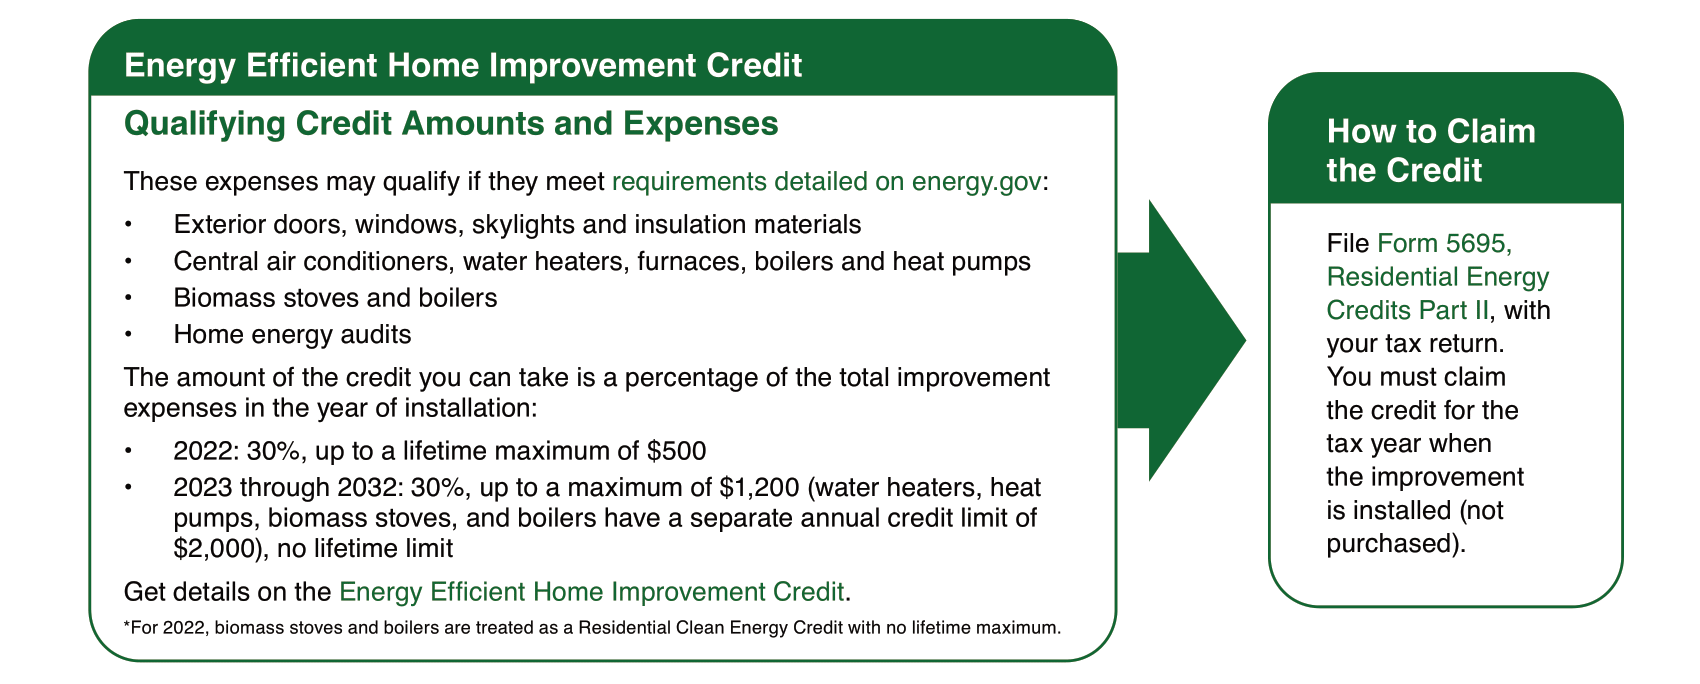 Energy Efficient Home Improvement Credit
Qualifying Credit Amounts and Expenses
These expenses may qualify if they meet requirements detailed on energy.gov:
• Exterior doors, windows, skylights and insulation materials
• Central air conditioners, water heaters, furnaces, boilers and heat pumps
• Biomass stoves and boilers
• Home energy audits
The amount of the credit you can take is a percentage of the total improvement
expenses in the year of installation:
• 2022: 30%, up to a lifetime maximum of $500
• 2023 through 2032: 30%, up to a maximum of $1,200 (water heaters, heat
pumps, biomass stoves, and boilers have a separate annual credit limit of
$2,000), no lifetime limit
Get details on the Energy Efficient Home Improvement Credit.
*For 2022, biomass stoves and boilers are treated as a Residential Clean Energy Credit with no lifetime maximum.
How to Claim
the Credit
File Form 5695,
Residential Energy
Credits Part II, with
your tax return.
You must claim
the credit for the
tax year when
the improvement
is installed (not
purchased).